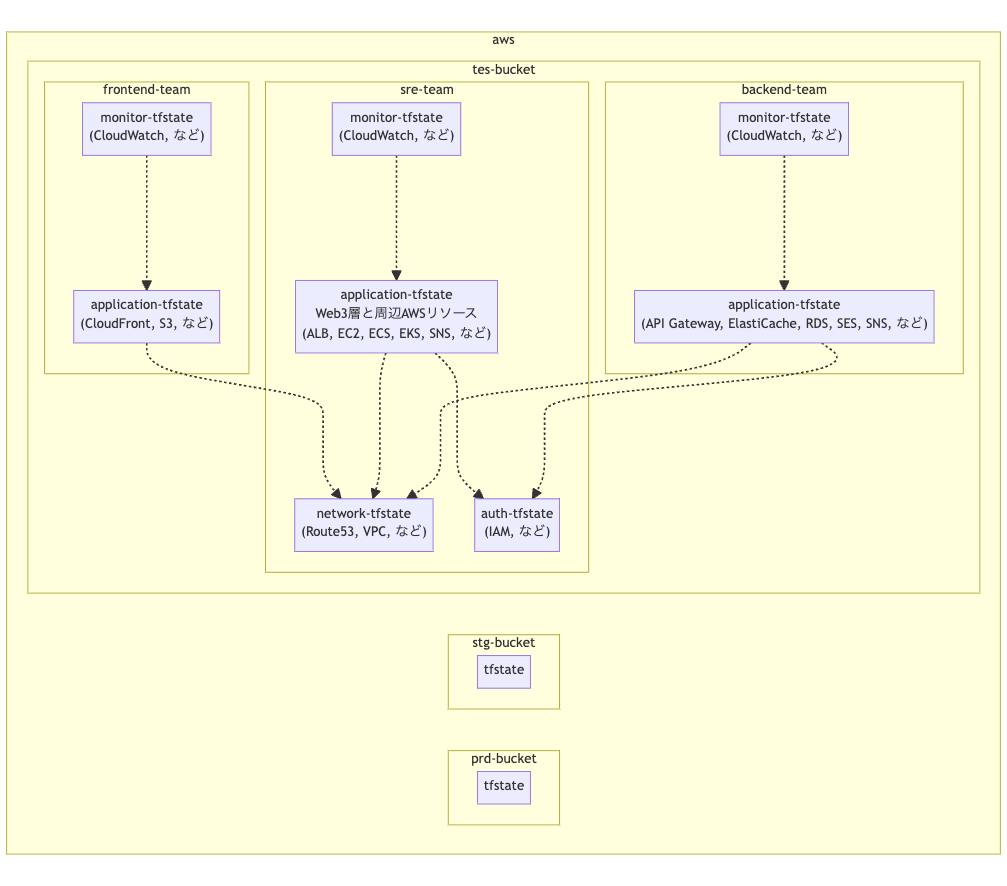 aws
tes-bucket
frontend-team
monitor-tfstate
(CloudWatch, など)
application-tfstate
(CloudFront, S3, など)
sre-team
monitor-tfstate
(CloudWatch, など)
application-tfstate
Web3層と周辺AWSリソース
(ALB, EC2, ECS, EKS, SNS, など)
network-tfstate
(Route53, VPC, など)
auth-tfstate
(IAM, など)
backend-team
monitor-tfstate
(CloudWatch, など)
application-tfstate
(API Gateway, ElastiCache, RDS, SES, SNS, など)
stg-bucket
tfstate
prd-bucket
tfstate